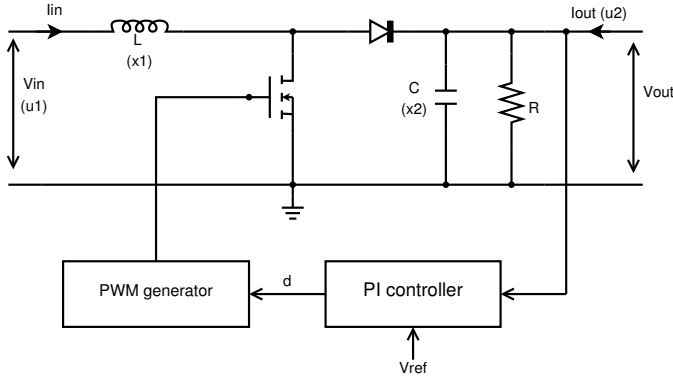 Iin
Iout (u2)
L
(x1)
Vin
(u1)
C
(x2)
R
Vout
PWM generator
d
PI controller
Vref